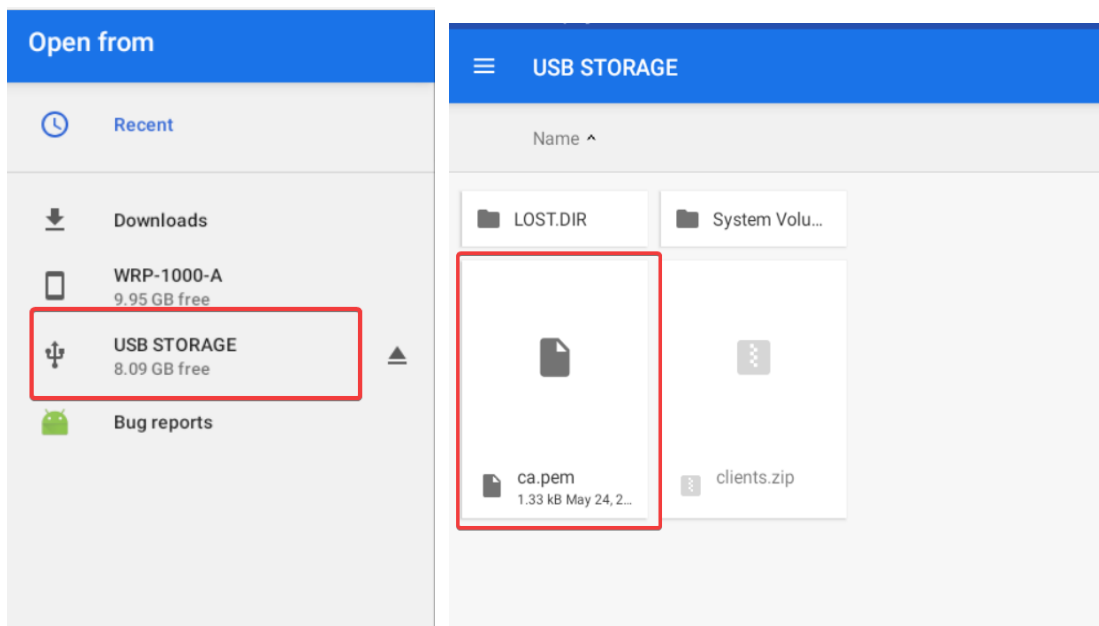 Open from
Recent
Downloads
WRP-1000-A
9.95 GB free
USB STORAGE
8.09 GB free
Bug reports
USB STORAGE
Name
LOST.DIR
System Volu...
ca.pem
1.33 kB May 24, 2...
clients.zip